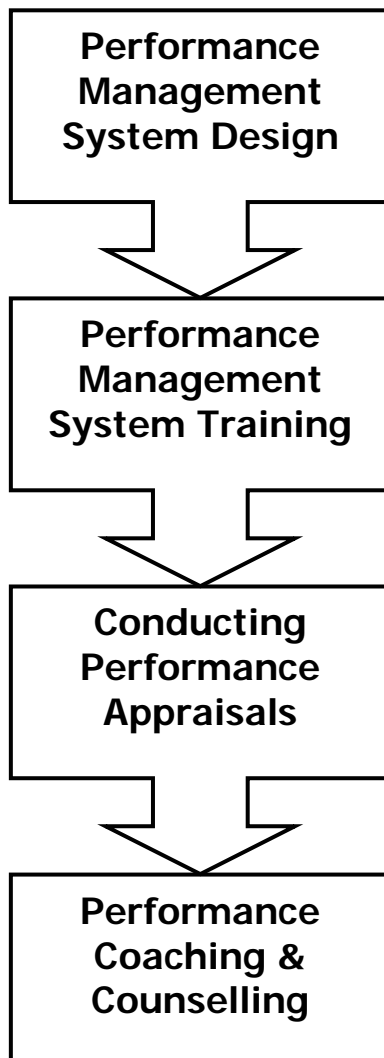 Performance
Management
System Design
Performance
Management
System Training
Conducting
Performance
Appraisals
Performance
Coaching &
Counselling